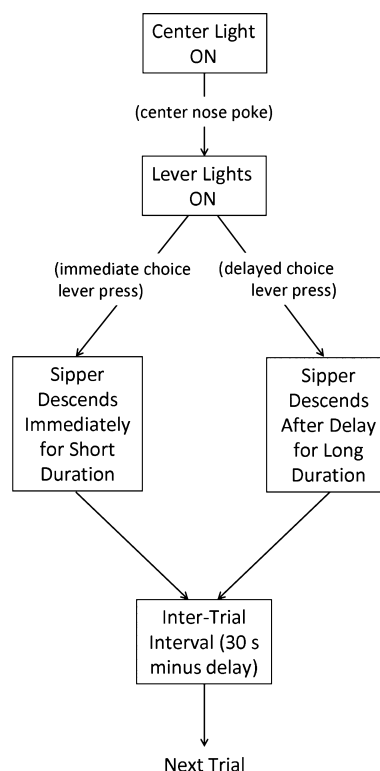 Center Light
ON
(center nose poke)
Lever Lights
ON
(immediate choice
lever press)
(delayed choice
lever press)
Sipper
Descends
Immediately
for Short
Duration
Sipper
Descends
After Delay
for Long
Duration
Inter-Trial
Interval (30 s
minus delay)
Next Trial